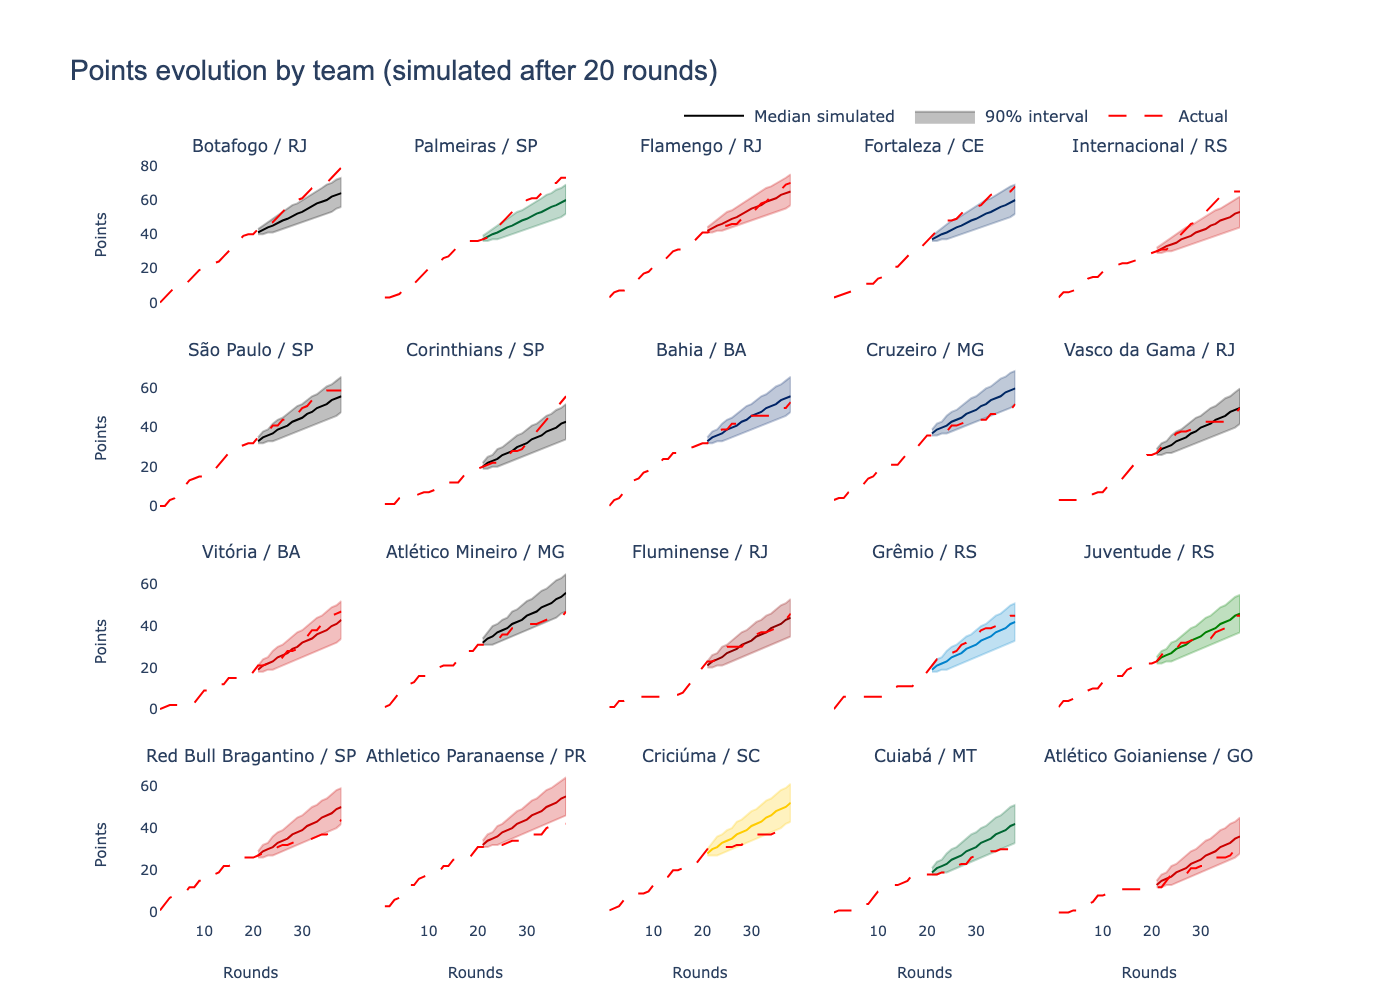 Points evolution by team (simulated after 20 rounds)
Median simulated 90% interval Actual
Botafogo / RJ Palmeiras / SP Flamengo / RJ Fortaleza / CE Internacional / RS
80
60
40
20
0
Points
São Paulo / SP Corinthians / SP Bahia / BA Cruzeiro / MG Vasco da Gama / RJ
60
40
20
0
Points
Vitória / BA Atlético Mineiro / MG Fluminense / RJ Grêmio / RS Juventude / RS
60
40
20
0
Points
Red Bull Bragantino / SP Athletico Paranaense / PR Criciúma / SC Cuiabá / MT Atlético Goianiense / GO
60
40
20
0
Points
10 20 30 10 20 30 10 20 30 10 20 30 10 20 30
Rounds Rounds Rounds Rounds Rounds